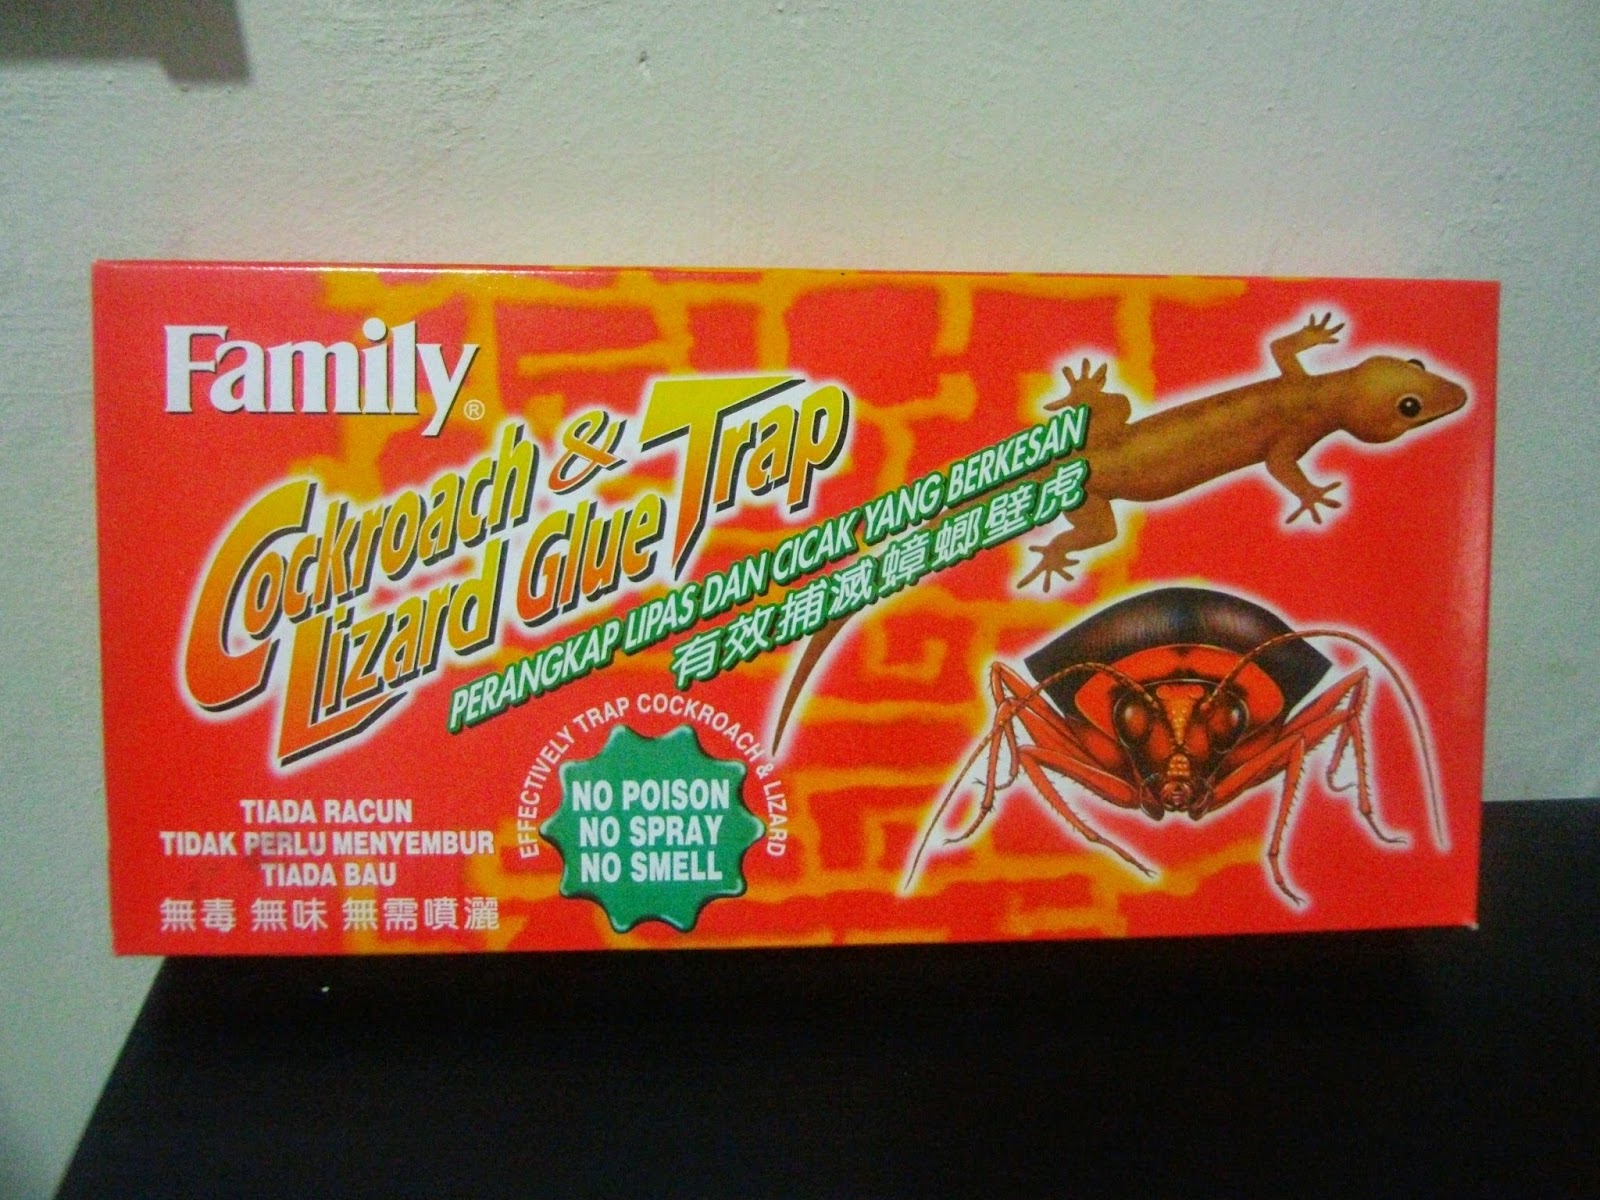 Family®
Cockroach &
Lizard Glue Trap
PERANGKAP LIPAS DAN CICAK YANG BERKESAN
有效捕滅蟑螂壁虎
EFFECTIVELY TRAP COCKROACH & LIZARD
NO POISON
NO SPRAY
NO SMELL
TIADA RACUN
TIDAK PERLU MENYEMBUR
TIADA BAU
無毒 無味 無需噴灑